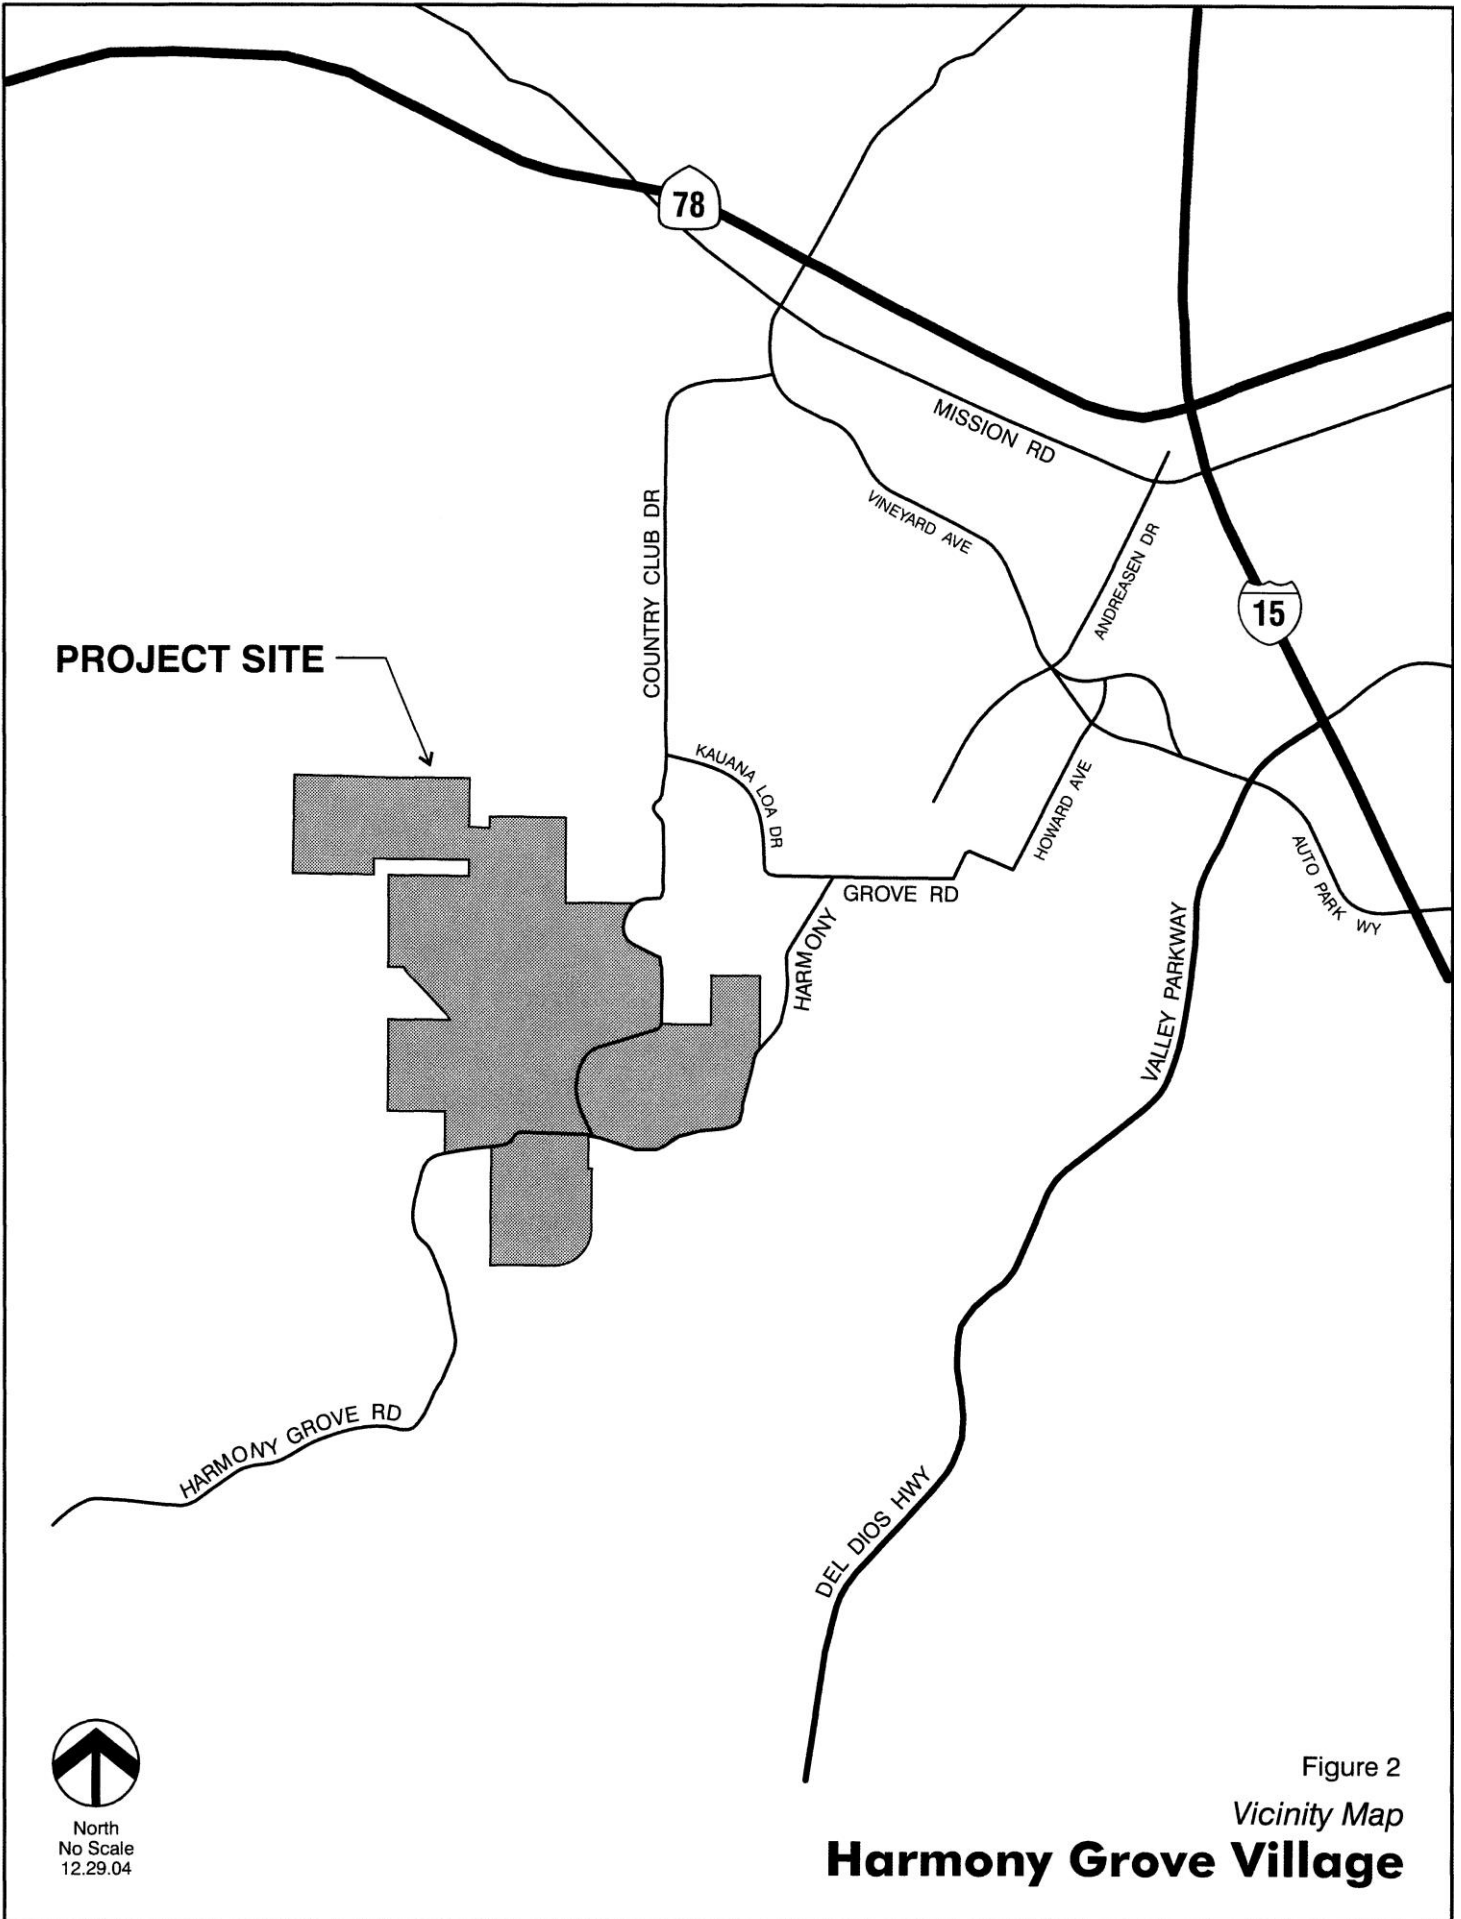 78
MISSION RD
VINEYARD AVE
COUNTRY CLUB DR
ANDREASEN DR
15
PROJECT SITE
KAUANA LOA DR
HOWARD AVE
GROVE RD
HARMONY
AUTO PARK WY
VALLEY PARKWAY
HARMONY GROVE RD
DEL DIOS HWY
North
No Scale
12.29.04
Figure 2
Vicinity Map
Harmony Grove Village